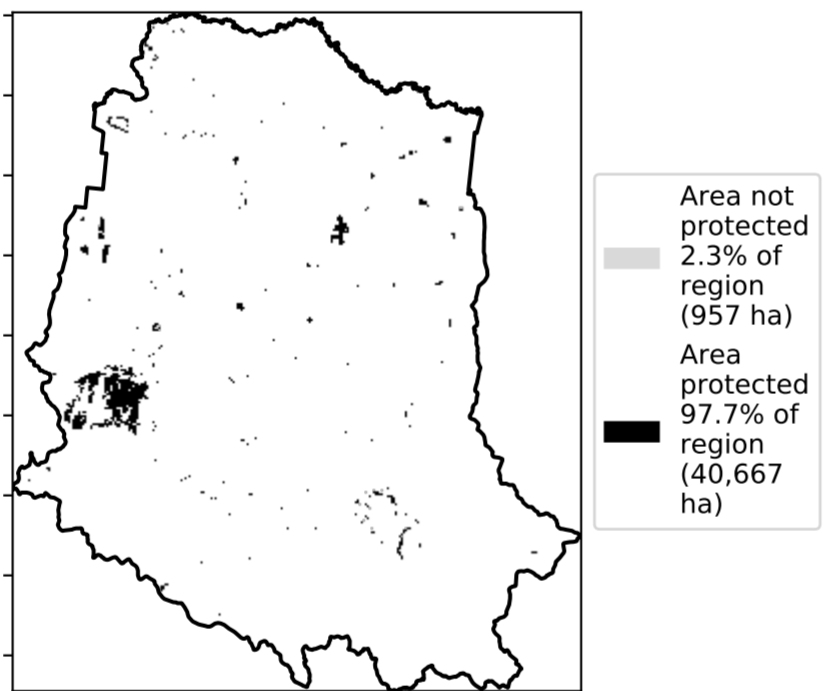 Area not
protected
2.3% of
region
(957 ha)
Area
protected
97.7% of
region
(40,667
ha)